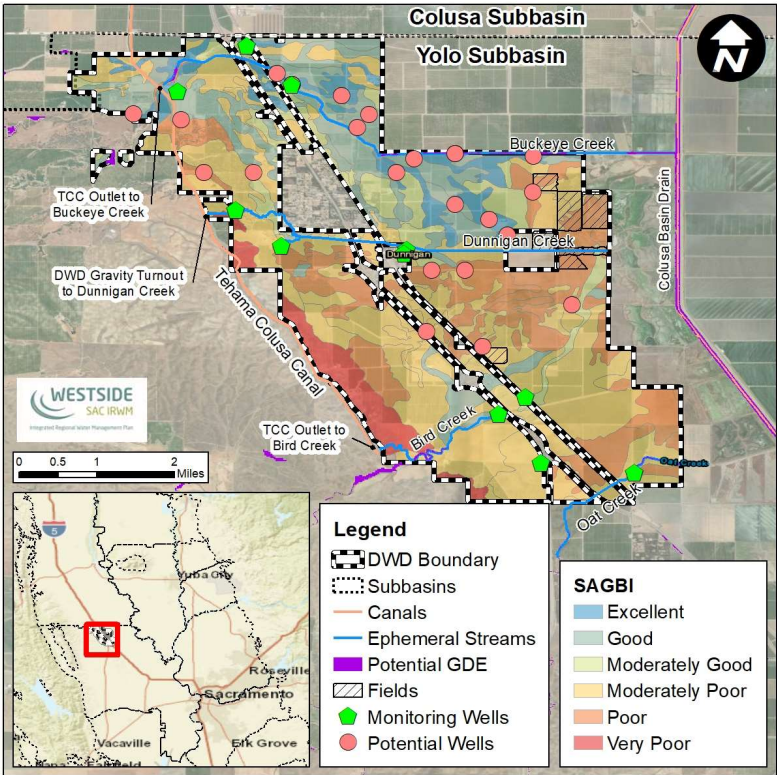 Colusa Subbasin
Yolo Subbasin
N
Buckeye Creek
TCC Outlet to
Buckeye Creek
Colusa Basin Drain
Dunnigan Creek
Dunnigan
DWD Gravity Turnout
to Dunnigan Creek
Tehama Colusa Canal
WESTSIDE
SAC IRWM
Integrated Regional Water Management Plan
TCC Outlet to
Bird Creek
Bird Creek
0 0.5 1 2
Miles
Oat Creek
Oat Creek
5
Yuba City
Roseville
Sacramento
Vacaville
Elk Grove
Napa Fairfield
Legend
DWD Boundary
Subbasins
Canals
Ephemeral Streams
Potential GDE
Fields
Monitoring Wells
Potential Wells
SAGBI
Excellent
Good
Moderately Good
Moderately Poor
Poor
Very Poor